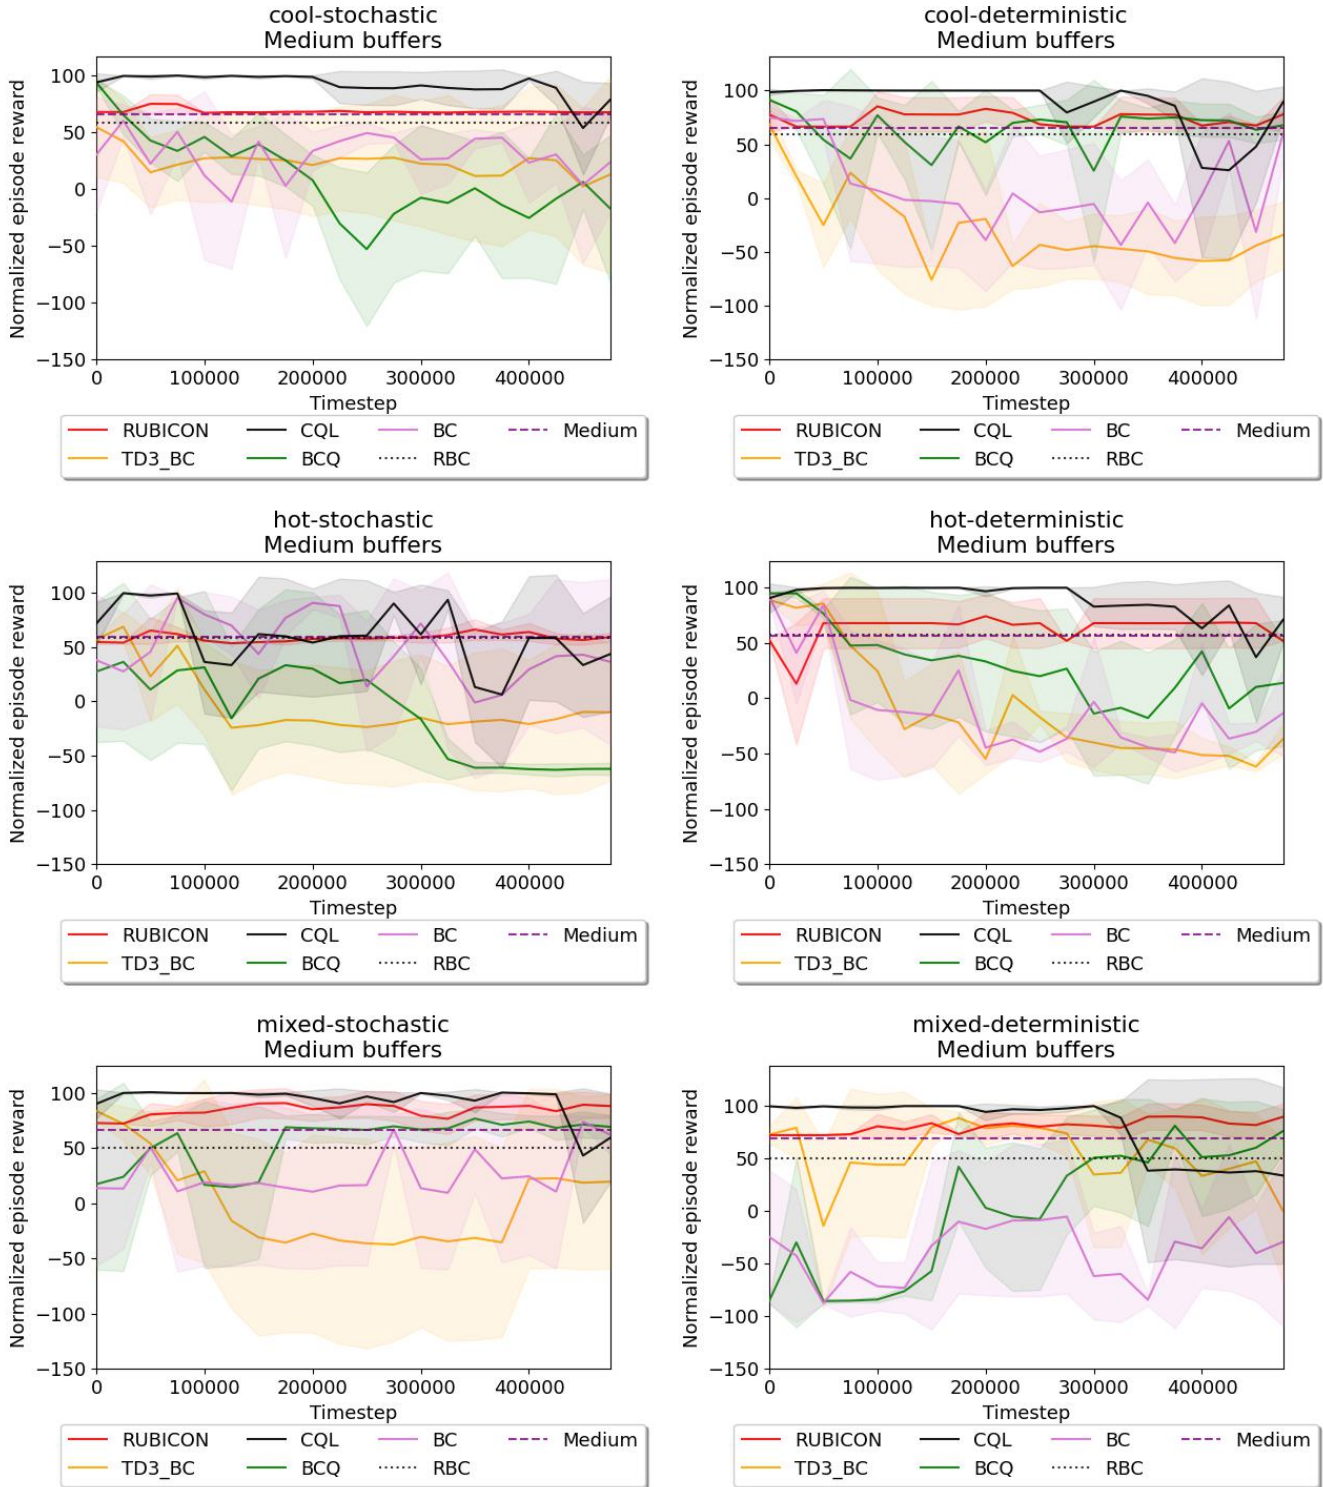 cool-stochastic
Medium buffers
Normalized episode reward
100
50
0
−50
−100
−150
0 100000 200000 300000 400000
Timestep
RUBICON CQL BC Medium
TD3_BC BCQ RBC
cool-deterministic
Medium buffers
Normalized episode reward
100
50
0
−50
−100
−150
0 100000 200000 300000 400000
Timestep
RUBICON CQL BC Medium
TD3_BC BCQ RBC
hot-stochastic
Medium buffers
Normalized episode reward
100
50
0
−50
−100
−150
0 100000 200000 300000 400000
Timestep
RUBICON CQL BC Medium
TD3_BC BCQ RBC
hot-deterministic
Medium buffers
Normalized episode reward
100
50
0
−50
−100
−150
0 100000 200000 300000 400000
Timestep
RUBICON CQL BC Medium
TD3_BC BCQ RBC
mixed-stochastic
Medium buffers
Normalized episode reward
100
50
0
−50
−100
−150
0 100000 200000 300000 400000
Timestep
RUBICON CQL BC Medium
TD3_BC BCQ RBC
mixed-deterministic
Medium buffers
Normalized episode reward
100
50
0
−50
−100
−150
0 100000 200000 300000 400000
Timestep
RUBICON CQL BC Medium
TD3_BC BCQ RBC